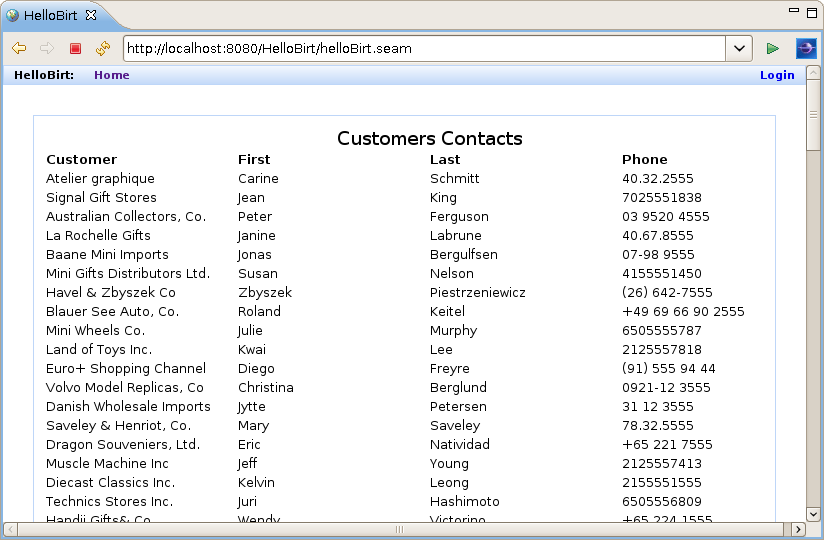 HelloBirt
http://localhost:8080/HelloBirt/helloBirt.seam
HelloBirt: Home Login
Customers Contacts
Customer First Last Phone
Atelier graphique Carine Schmitt 40.32.2555
Signal Gift Stores Jean King 7025551838
Australian Collectors, Co. Peter Ferguson 03 9520 4555
La Rochelle Gifts Janine Labrune 40.67.8555
Baane Mini Imports Jonas Bergulfsen 07-98 9555
Mini Gifts Distributors Ltd. Susan Nelson 4155551450
Havel & Zbyszek Co Zbyszek Piestrzeniewicz (26) 642-7555
Blauer See Auto, Co. Roland Keitel +49 69 66 90 2555
Mini Wheels Co. Julie Murphy 6505555787
Land of Toys Inc. Kwai Lee 2125557818
Euro+ Shopping Channel Diego Freyre (91) 555 94 44
Volvo Model Replicas, Co Christina Berglund 0921-12 3555
Danish Wholesale Imports Jytte Petersen 31 12 3555
Saveley & Henriot, Co. Mary Saveley 78.32.5555
Dragon Souveniers, Ltd. Eric Natividad +65 221 7555
Muscle Machine Inc Jeff Young 2125557413
Diecast Classics Inc. Kelvin Leong 2155551555
Technics Stores Inc. Juri Hashimoto 6505556809
Handji Gifts& Co Wendy Victorino +65 224 1555